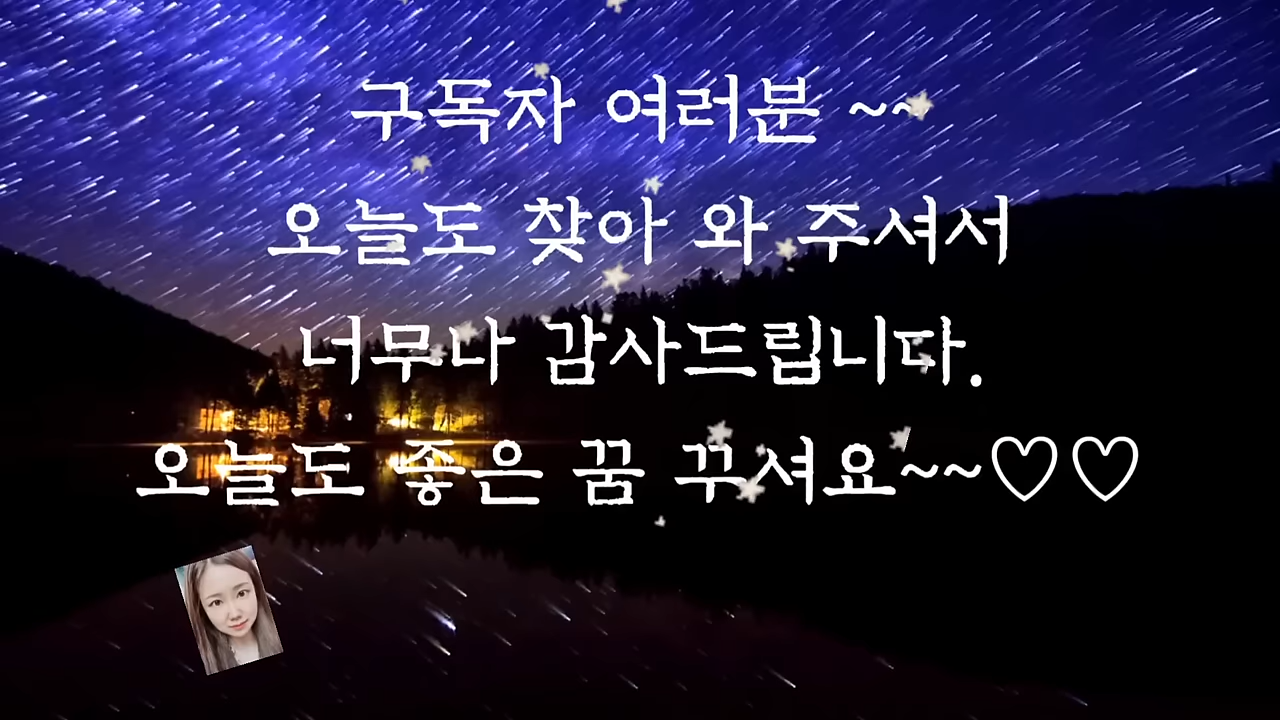 구독자 여러분 ~~
오늘도 찾아 와 주셔서
너무나 감사드립니다.
오늘도 좋은 꿈 꾸셔요~~♡♡